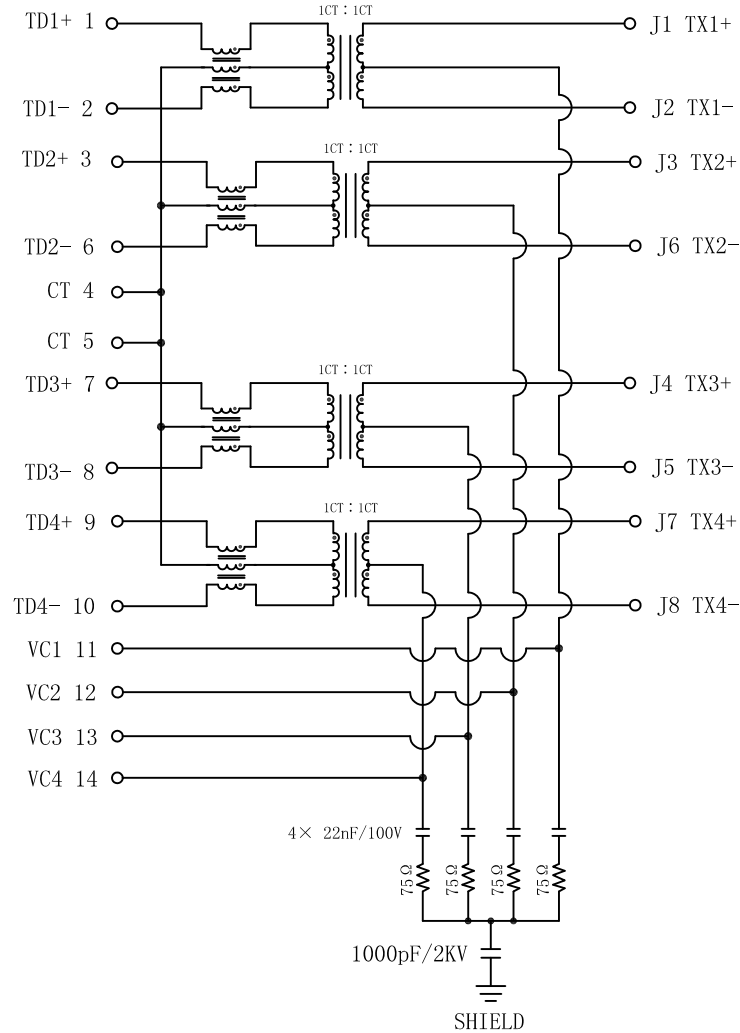 1CT：1CT
TD1+ 1
J1 TX1+
TD1- 2
J2 TX1-
1CT：1CT
TD2+ 3
J3 TX2+
TD2- 6
J6 TX2-
CT 4
CT 5
1CT：1CT
TD3+ 7
J4 TX3+
TD3- 8
J5 TX3-
1CT：1CT
TD4+ 9
J7 TX4+
TD4- 10
J8 TX4-
VC1 11
VC2 12
VC3 13
VC4 14
4× 22nF/100V
75Ω
75Ω
75Ω
75Ω
1000pF/2KV
SHIELD